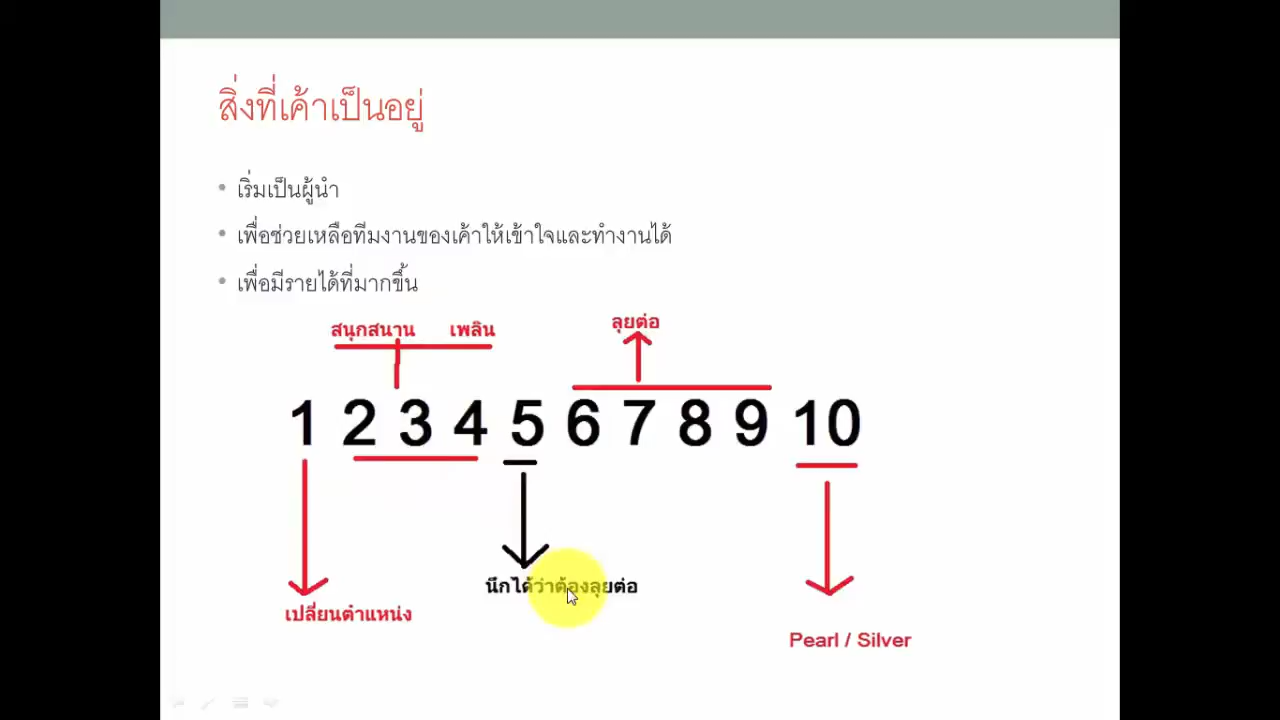 สิ่งที่เค้าเป็นอยู่
• เริ่มเป็นผู้นำ
• เพื่อช่วยเหลือทีมงานของเค้าให้เข้าใจและทำงานได้
• เพื่อมีรายได้ที่มากขึ้น
สนุกสนาน เพลิน ลุยต่อ
1 2 3 4 5 6 7 8 9 10
นึกได้ว่าต้องลุยต่อ
เปลี่ยนตำแหน่ง
Pearl / Silver